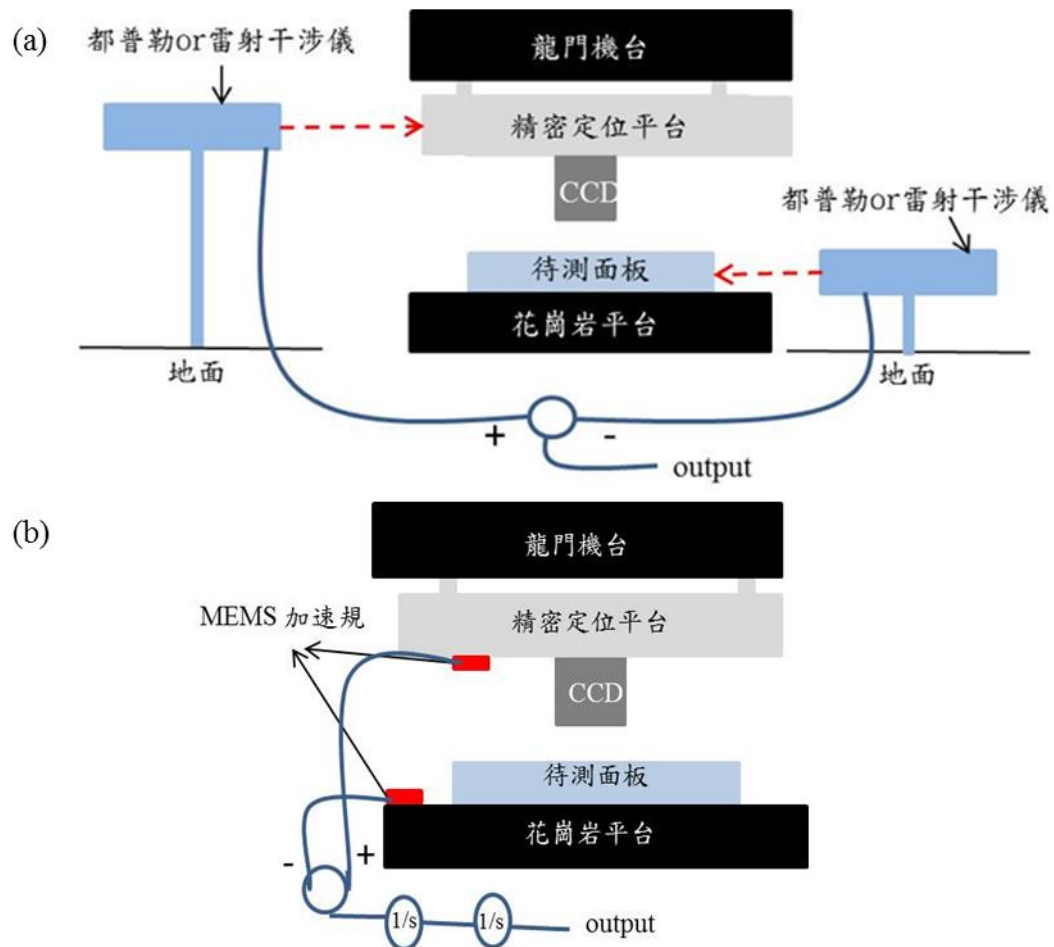 (a)
都普勒or雷射干涉儀
龍門機台
精密定位平台
CCD
都普勒or雷射干涉儀
待測面板
花崗岩平台
地面
地面
+
-
output
(b)
龍門機台
MEMS 加速規
精密定位平台
CCD
待測面板
花崗岩平台
-
+
1/s
1/s
output